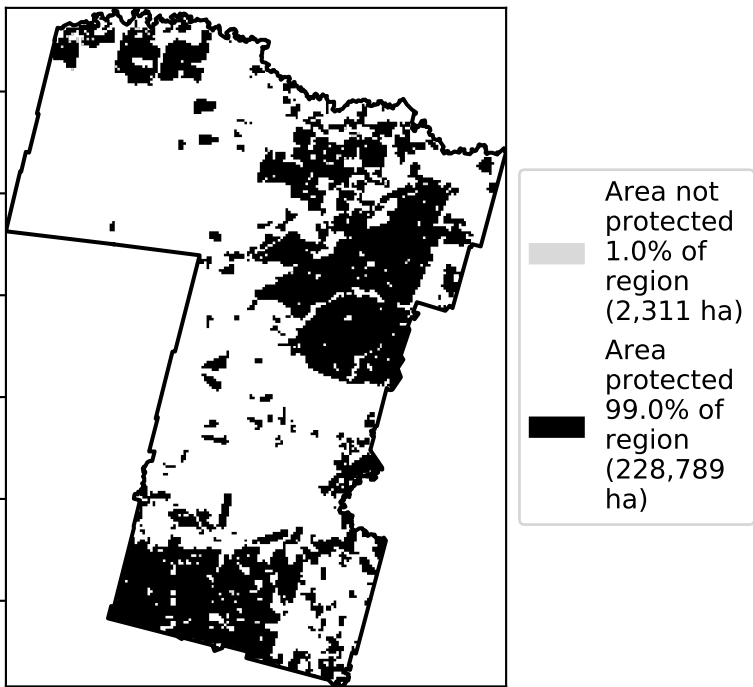 Area not
protected
1.0% of
region
(2,311 ha)
Area
protected
99.0% of
region
(228,789
ha)